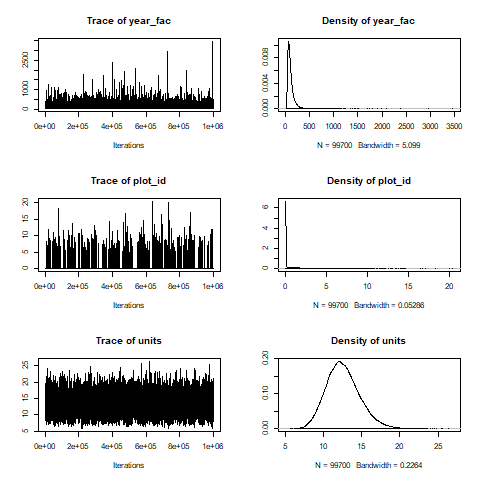 Trace of year_fac
Density of year_fac
0 1000 2500
0e+00 2e+05 4e+05 6e+05 8e+05 1e+06
Iterations
0.000 0.004 0.008
0 500 1000 1500 2000 2500 3000 3500
N = 99700 Bandwidth = 5.099
Trace of plot_id
Density of plot_id
0 5 10 15 20
0e+00 2e+05 4e+05 6e+05 8e+05 1e+06
Iterations
0 2 4 6
0 5 10 15 20
N = 99700 Bandwidth = 0.05286
Trace of units
Density of units
5 10 15 20 25
0e+00 2e+05 4e+05 6e+05 8e+05 1e+06
Iterations
0.00 0.10 0.20
5 10 15 20 25
N = 99700 Bandwidth = 0.2264